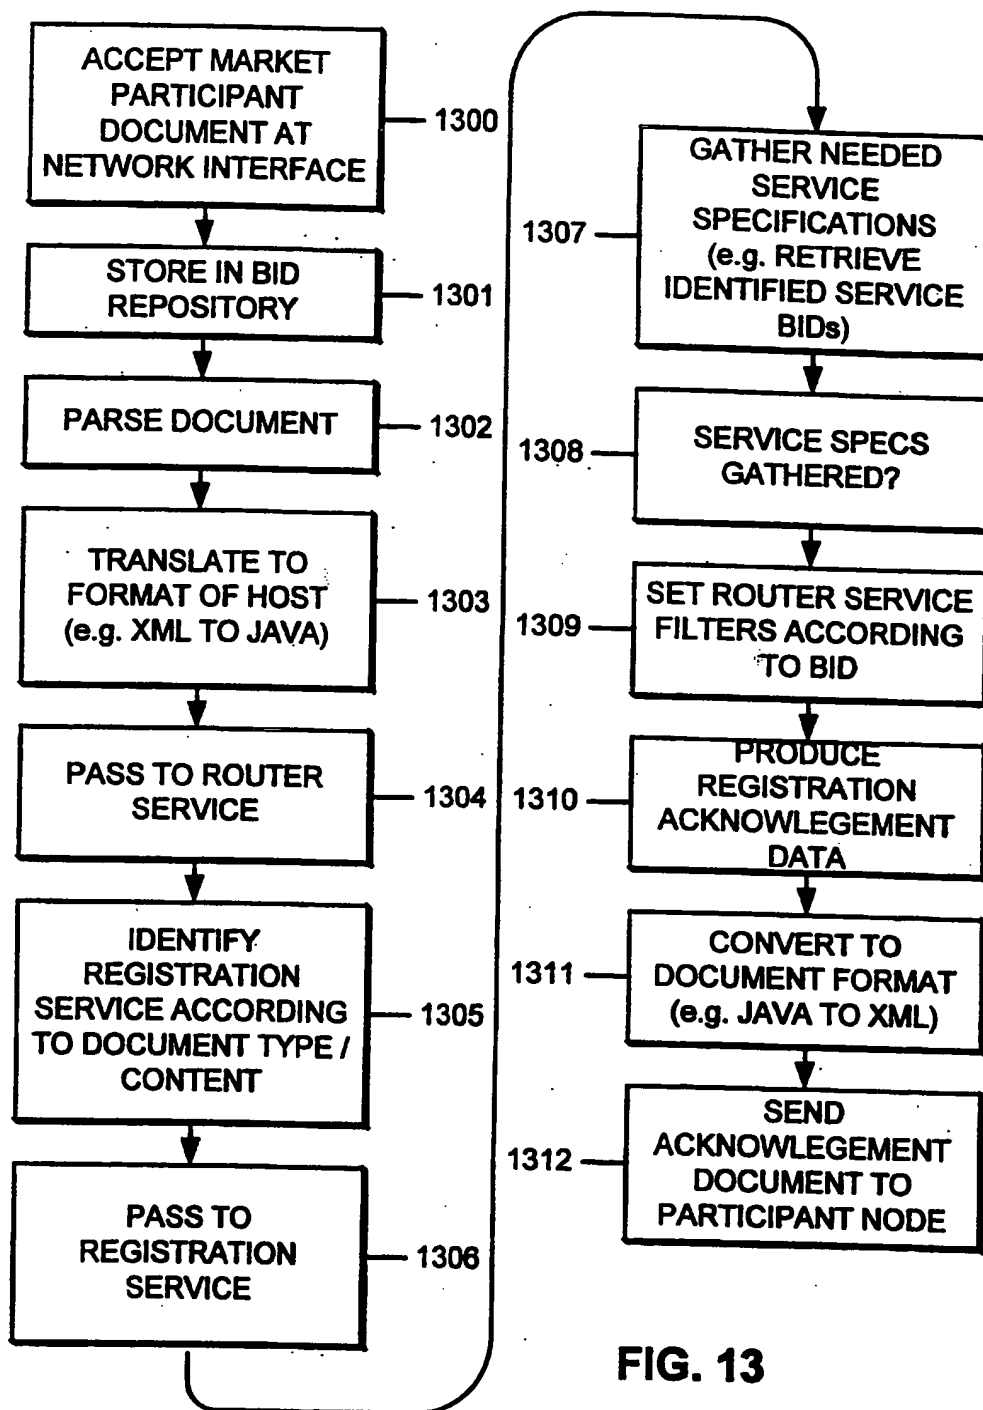 ACCEPT MARKET
PARTICIPANT
DOCUMENT AT
NETWORK INTERFACE
1300
STORE IN BID
REPOSITORY
1301
PARSE DOCUMENT
1302
TRANSLATE TO
FORMAT OF HOST
(e.g. XML TO JAVA)
1303
PASS TO ROUTER
SERVICE
1304
IDENTIFY
REGISTRATION
SERVICE ACCORDING
TO DOCUMENT TYPE /
CONTENT
1305
PASS TO
REGISTRATION
SERVICE
1306
GATHER NEEDED
SERVICE
SPECIFICATIONS
(e.g. RETRIEVE
IDENTIFIED SERVICE
BIDs)
1307
SERVICE SPECS
GATHERED?
1308
SET ROUTER SERVICE
FILTERS ACCORDING
TO BID
1309
PRODUCE
REGISTRATION
ACKNOWLEGEMENT
DATA
1310
CONVERT TO
DOCUMENT FORMAT
(e.g. JAVA TO XML)
1311
SEND
ACKNOWLEGEMENT
DOCUMENT TO
PARTICIPANT NODE
1312
FIG. 13